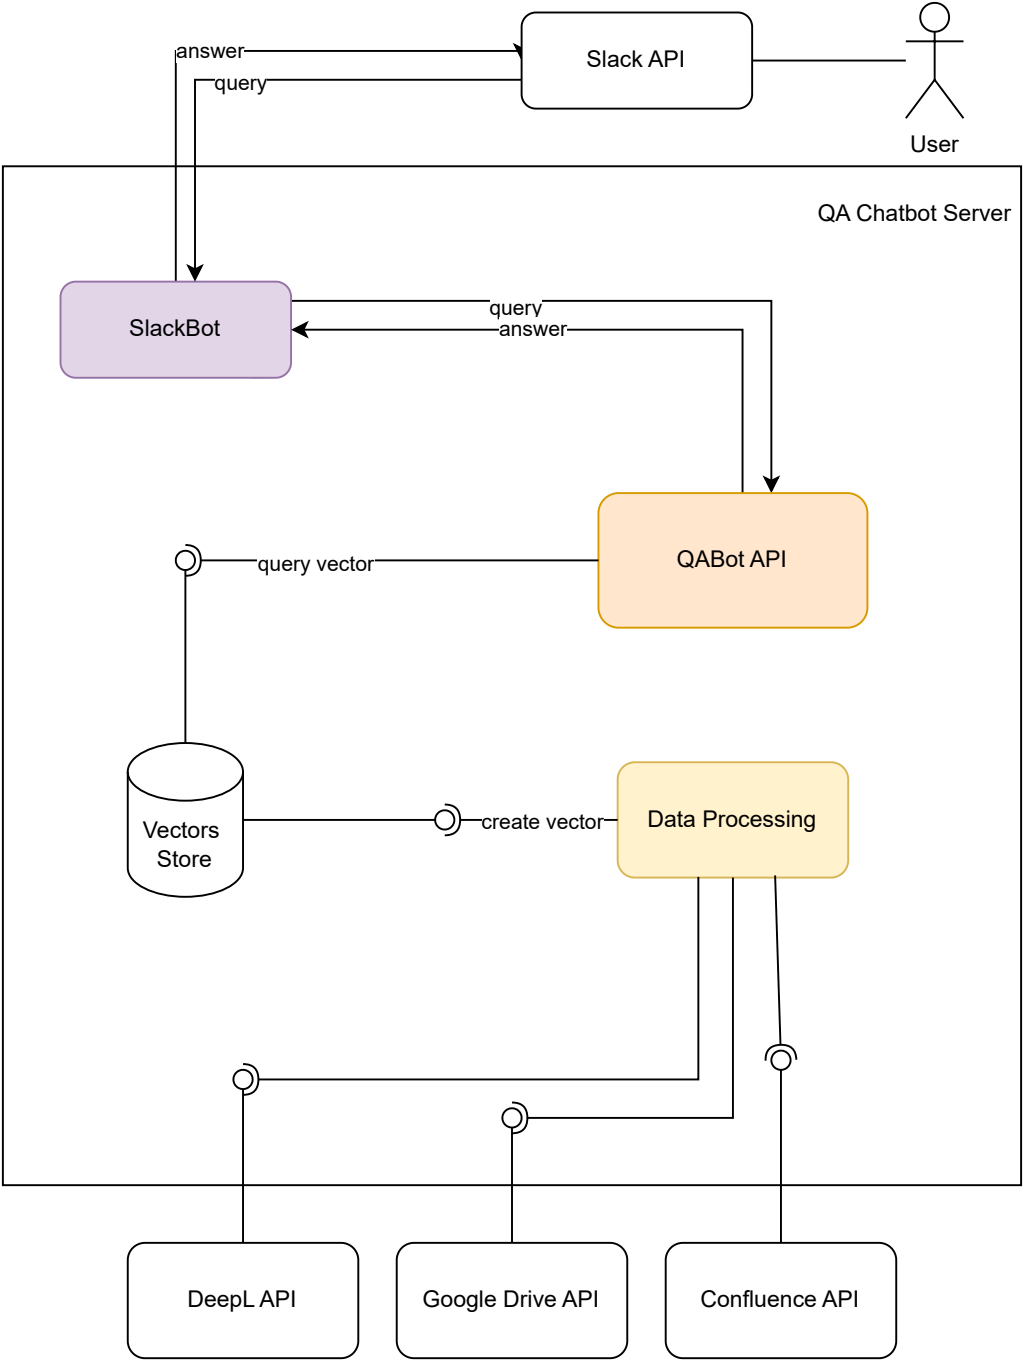 answer
Slack API
query
User
QA Chatbot Server
SlackBot
query
answer
QABot API
query vector
Vectors
Store
create vector
Data Processing
DeepL API
Google Drive API
Confluence API